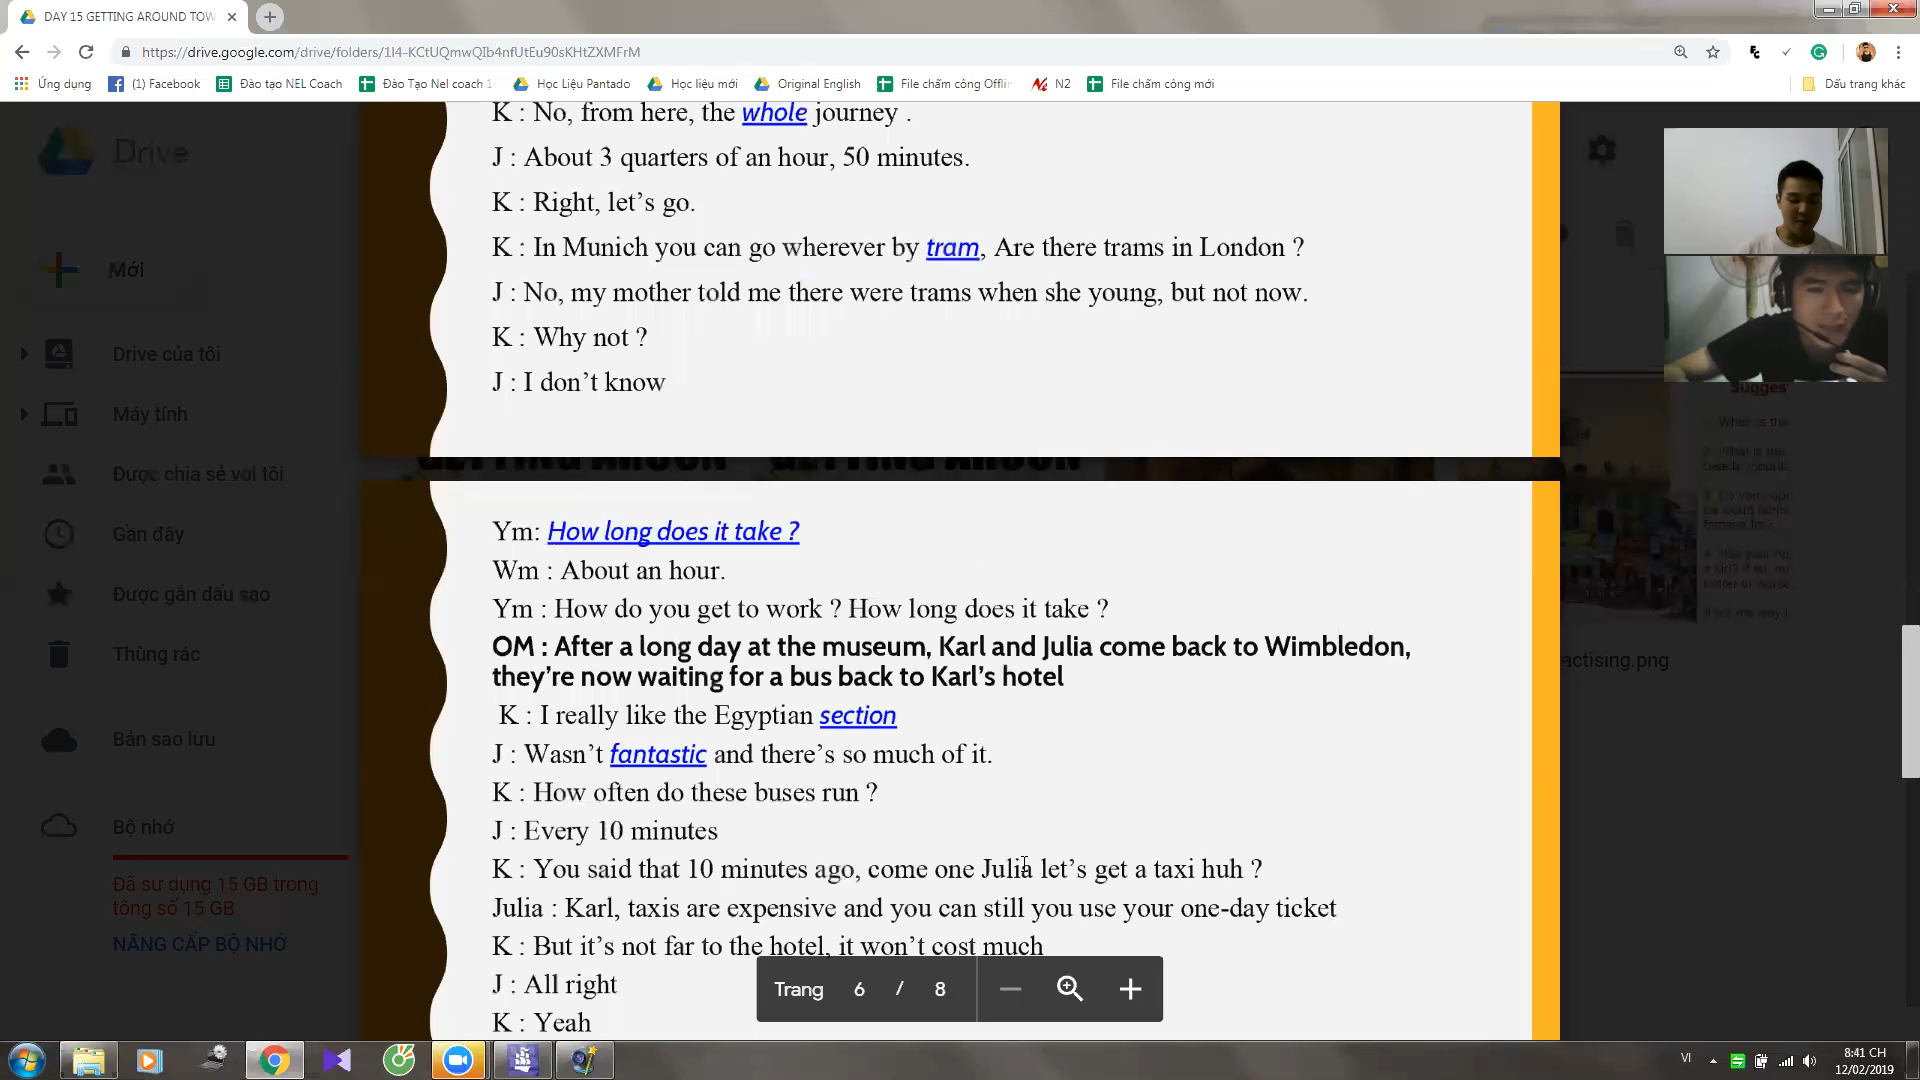 DAY 15 GETTING AROUND TOW
https://drive.google.com/drive/folders/1I4-KCtUQmwQIb4nfUtEu90sKHtZXMFrM
Ứng dụng (1) Facebook Đào tạo NEL Coach Đào Tạo Nel coach 1 Học Liệu Pantado Học liệu mới Original English File chấm công Offli N2 File chấm công mới Dấu trang khác
Drive
Mới
Drive của tôi
Máy tính
Được chia sẻ với tôi
Gần đây
Được gắn dấu sao
Thùng rác
Bản sao lưu
Bộ nhớ
Đã sử dụng 15 GB trong
tổng số 15 GB
NÂNG CẤP BỘ NHỚ
K : No, from here, the whole journey .
J : About 3 quarters of an hour, 50 minutes.
K : Right, let's go.
K : In Munich you can go wherever by tram, Are there trams in London ?
J : No, my mother told me there were trams when she young, but not now.
K : Why not ?
J : I don't know
Ym: How long does it take ?
Wm : About an hour.
Ym : How do you get to work ? How long does it take ?
OM : After a long day at the museum, Karl and Julia come back to Wimbledon,
they're now waiting for a bus back to Karl's hotel
K : I really like the Egyptian section
J : Wasn't fantastic and there's so much of it.
K : How often do these buses run ?
J : Every 10 minutes
K : You said that 10 minutes ago, come one Julia let's get a taxi huh ?
Julia : Karl, taxis are expensive and you can still you use your one-day ticket
K : But it's not far to the hotel, it won't cost much
J : All right
K : Yeah
Trang 6 / 8
Sugges
actising.png
VI
8:41 CH
12/02/2019